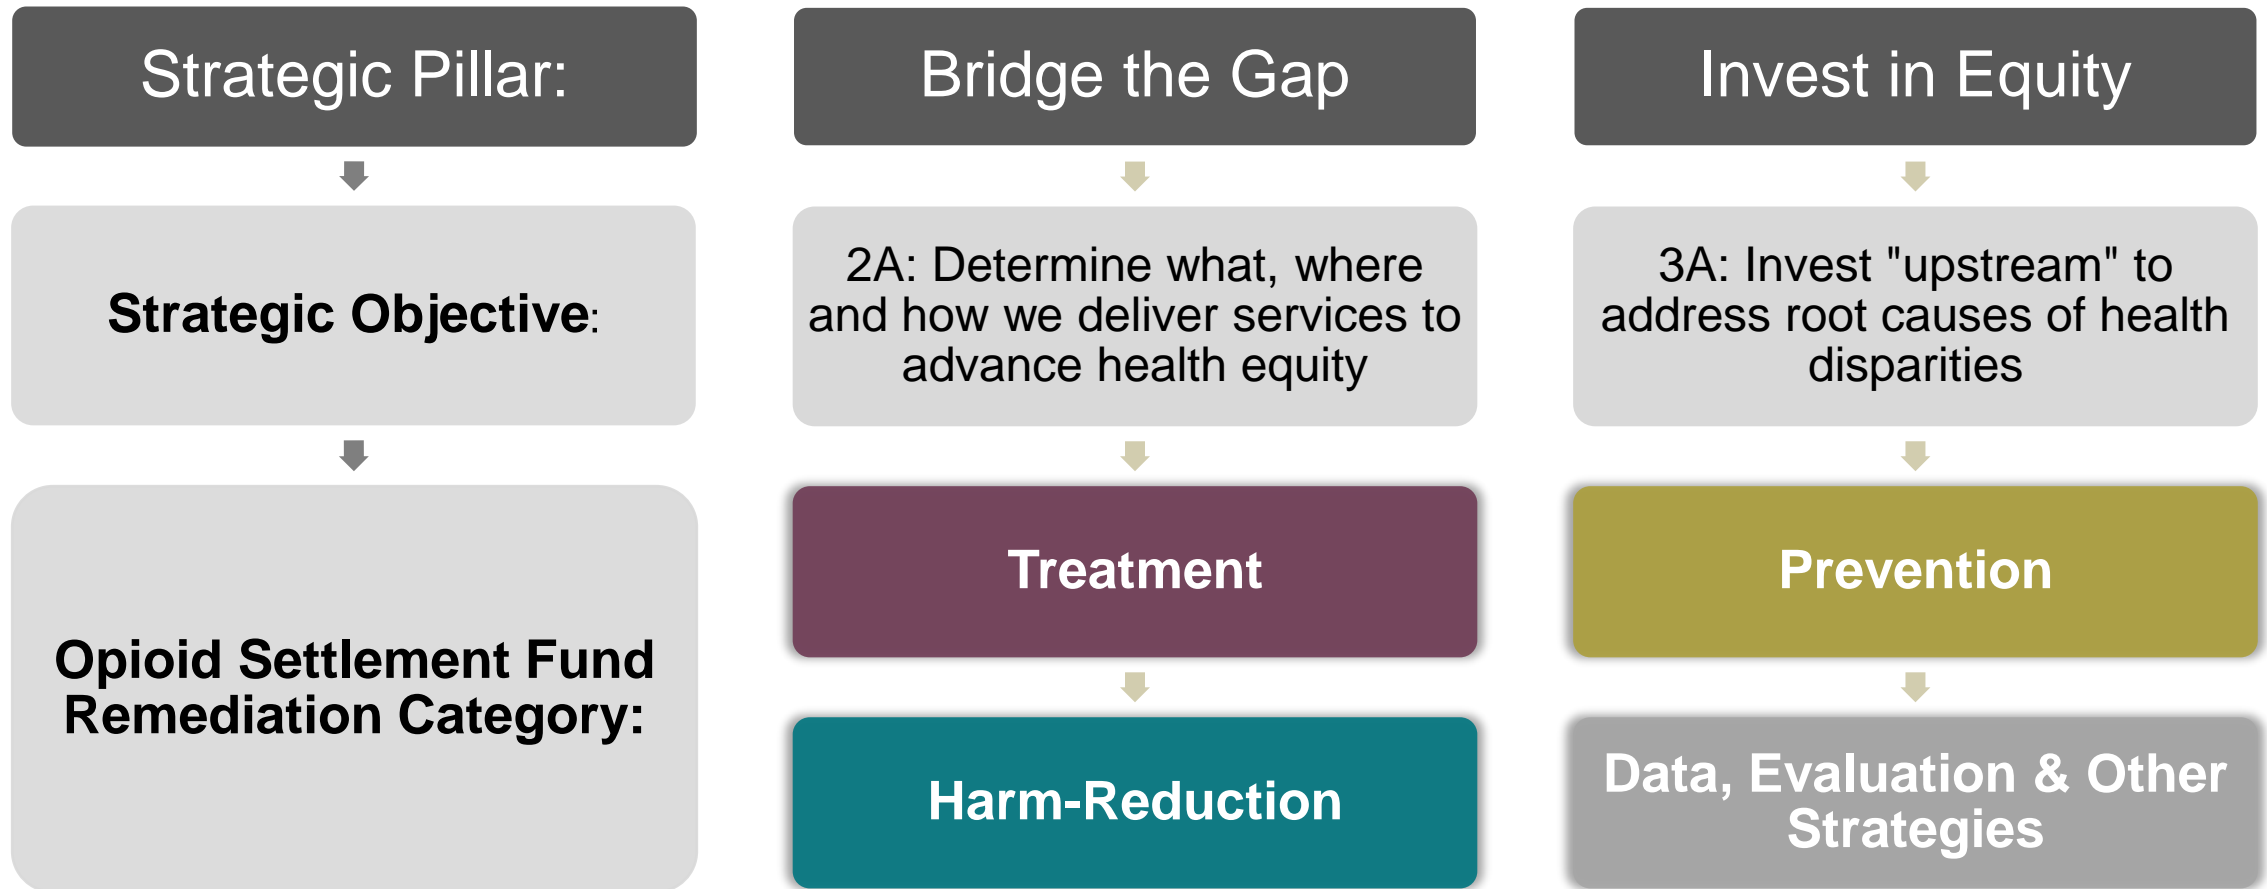 Strategic Pillar:
Strategic Objective:
Opioid Settlement Fund
Remediation Category:
Bridge the Gap
2A: Determine what, where
and how we deliver services to
advance health equity
Treatment
Harm-Reduction
Invest in Equity
3A: Invest "upstream" to
address root causes of health
disparities
Prevention
Data, Evaluation & Other
Strategies